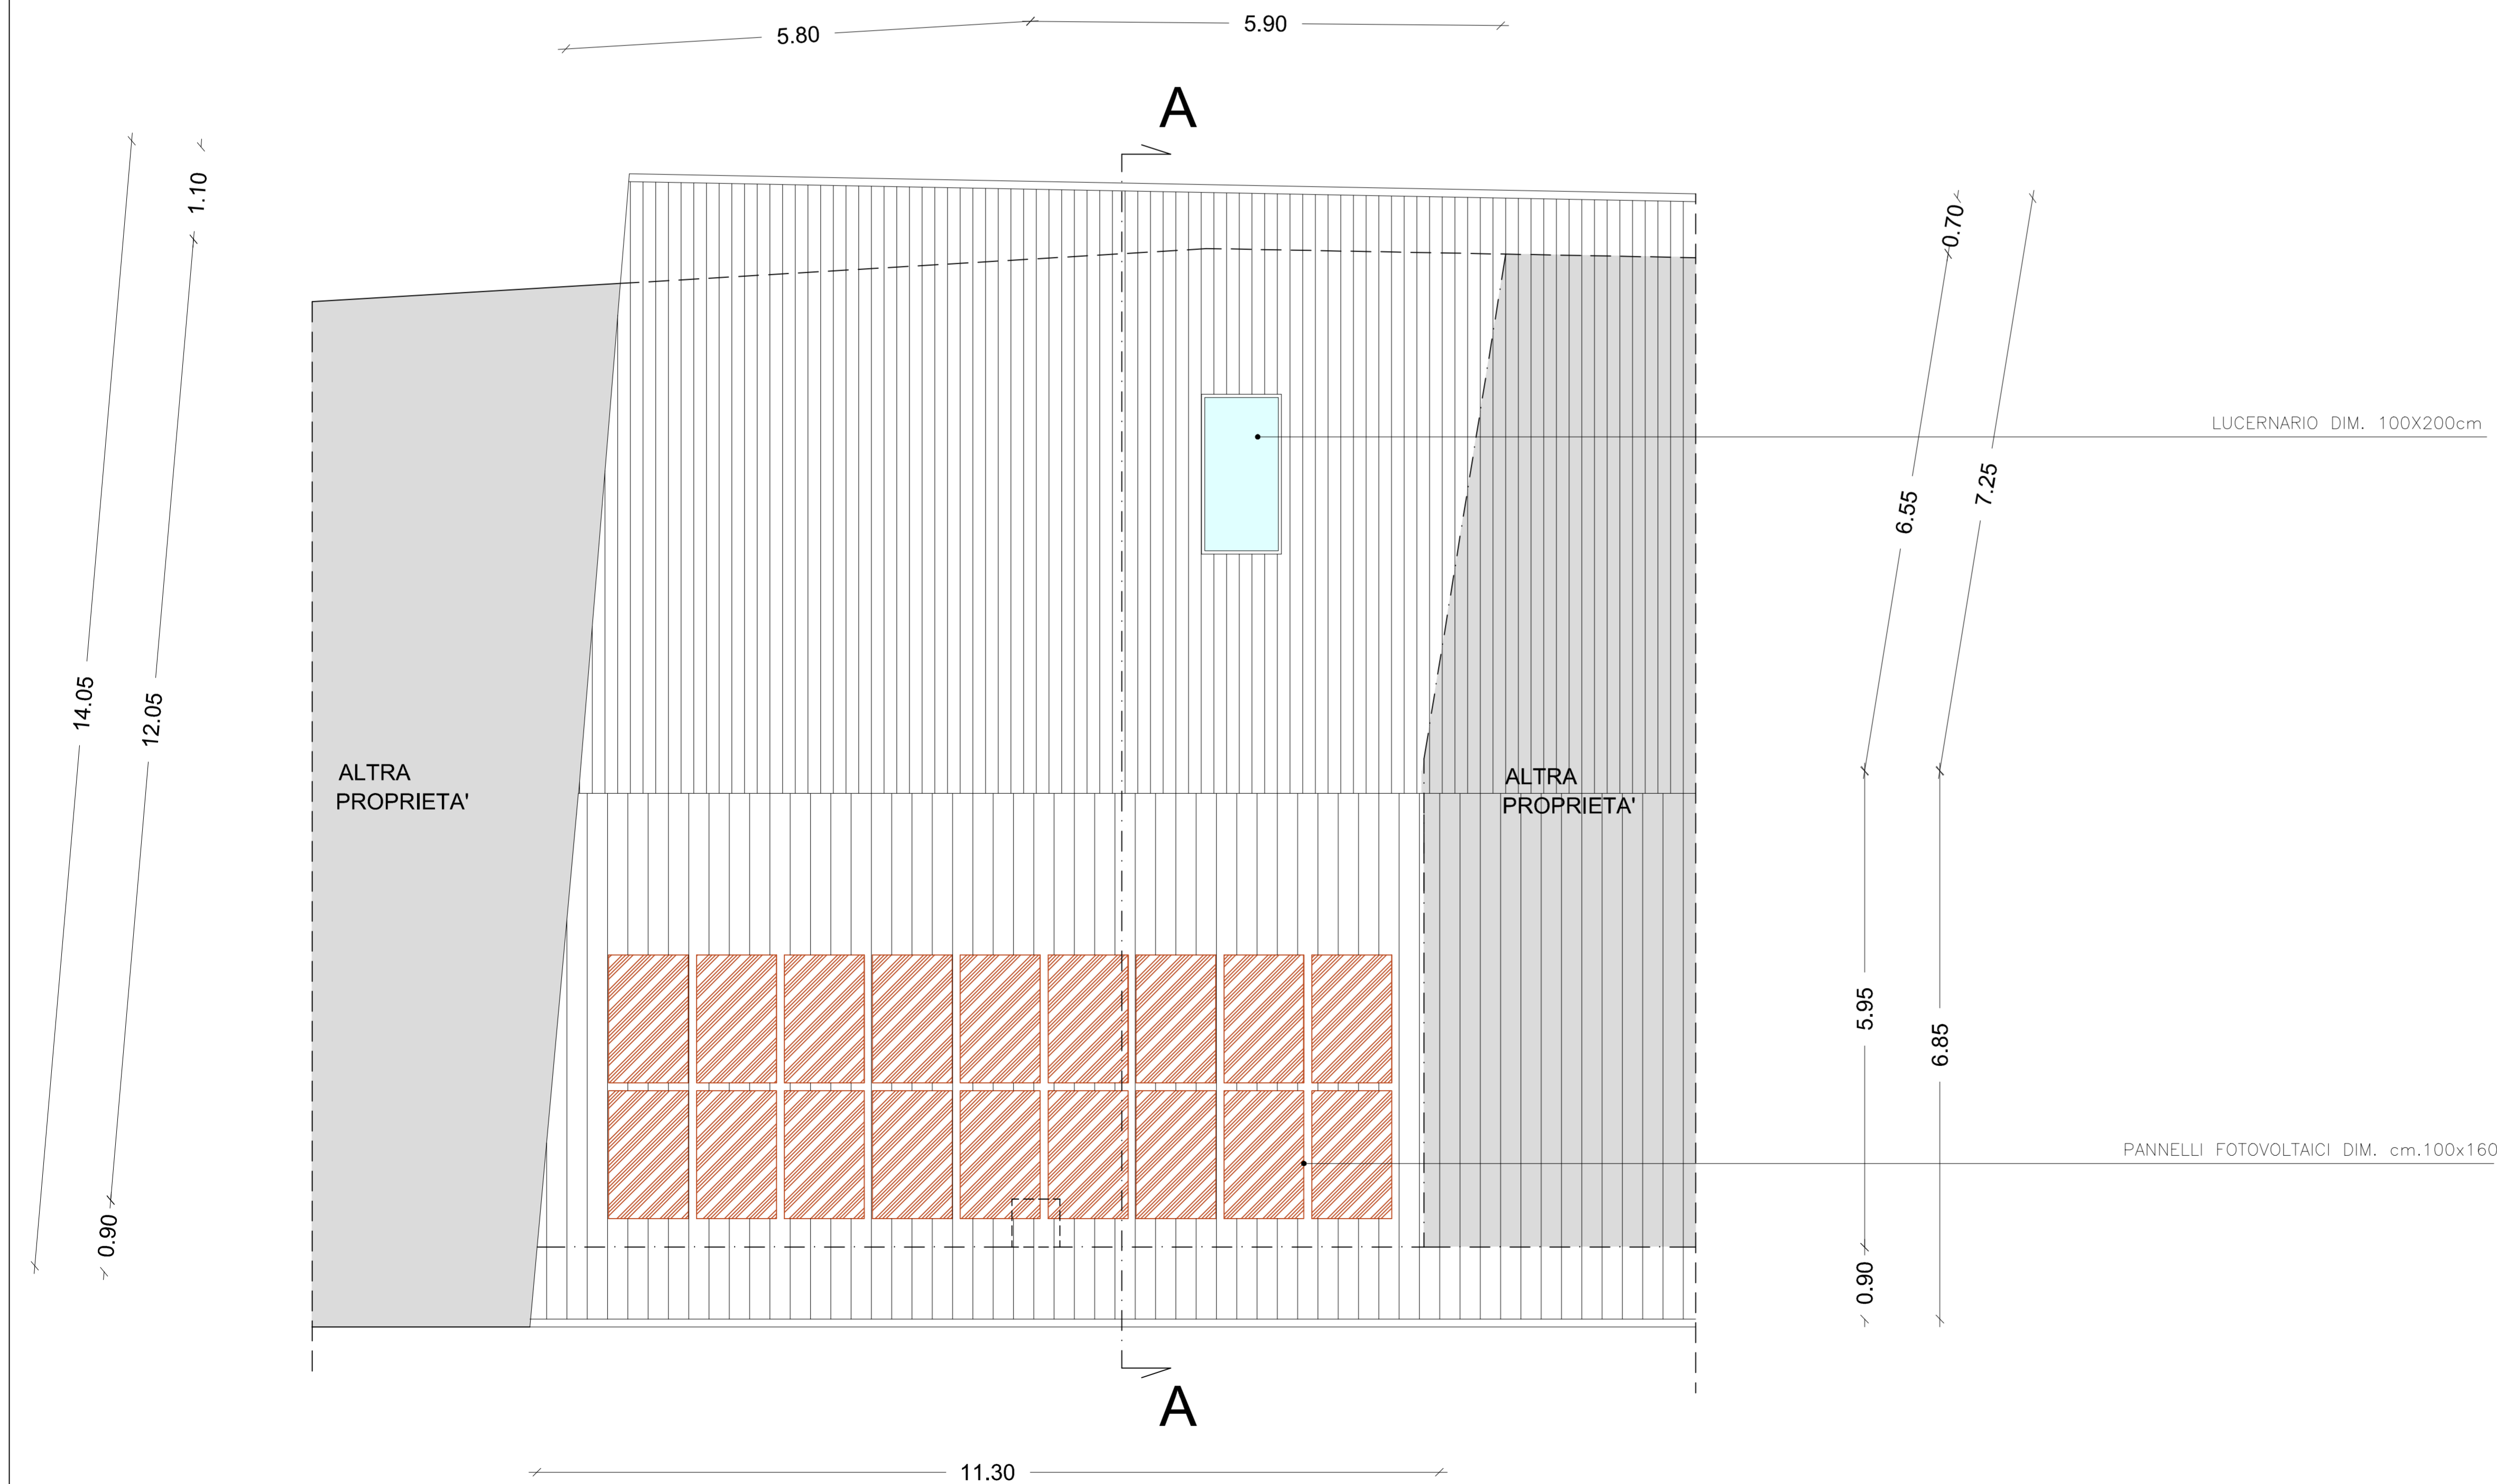 5.80
5.90
A
1.10
0.70
LUCERNARIO DIM. 100X200cm
7.25
6.55
14.05
12.05
ALTRA
PROPRIETA'
ALTRA
PROPRIETA'
5.95
6.85
PANNELLI FOTOVOLTAICI DIM. cm.100x160
0.90
0.90
A
11.30